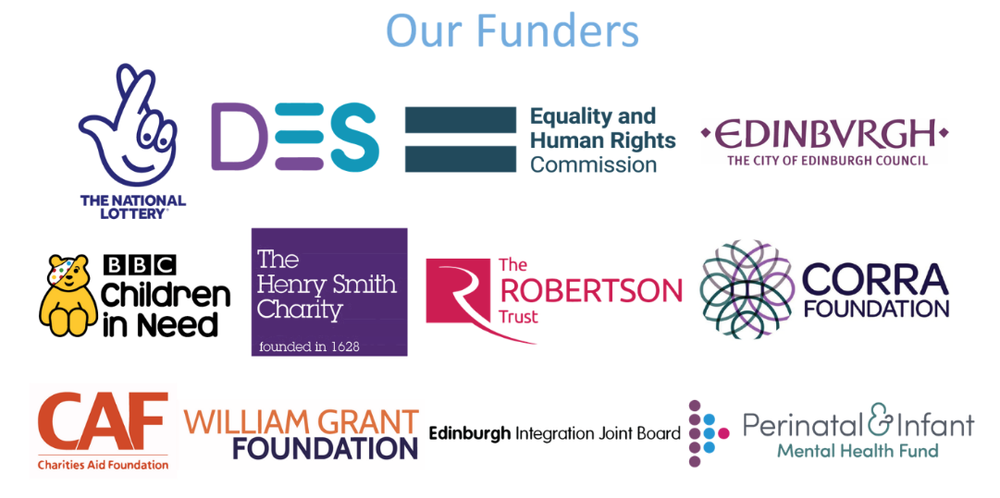 Our Funders
THE NATIONAL
LOTTERY
DES
Equality and
Human Rights
Commission
·EDINBVRGH·
THE CITY OF EDINBURGH COUNCIL
BBC
Children
in Need
The
Henry Smith
Charity
founded in 1628
The
ROBERTSON
Trust
CORRA
FOUNDATION
CAF
Charities Aid Foundation
WILLIAM GRANT
FOUNDATION
Edinburgh Integration Joint Board
Perinatal & Infant
Mental Health Fund